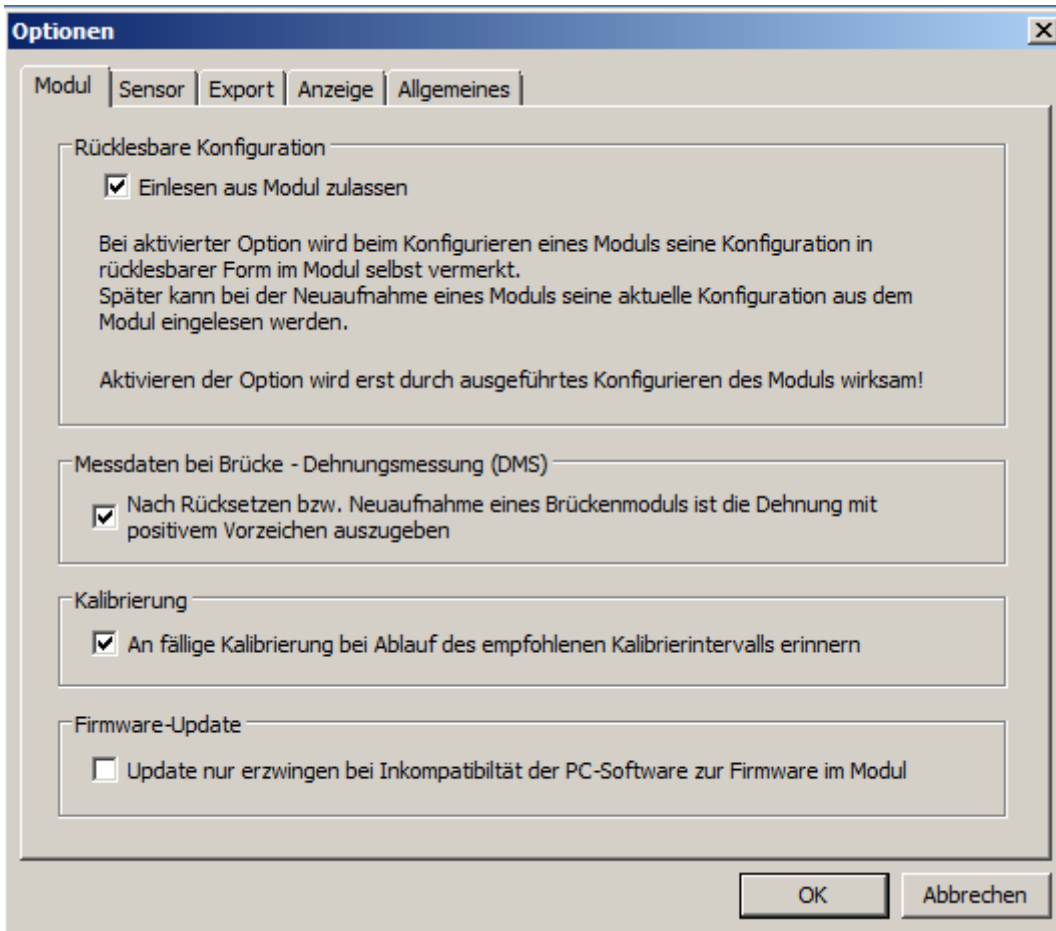 Optionen
Modul
Sensor
Export
Anzeige
Allgemeines
Rücklesbare Konfiguration
Einlesen aus Modul zulassen
Bei aktivierter Option wird beim Konfigurieren eines Moduls seine Konfiguration in
rücklesbarer Form im Modul selbst vermerkt.
Später kann bei der Neuaufnahme eines Moduls seine aktuelle Konfiguration aus dem
Modul eingelesen werden.
Aktivieren der Option wird erst durch ausgeführtes Konfigurieren des Moduls wirksam!
Messdaten bei Brücke - Dehnungsmessung (DMS)
Nach Rücksetzen bzw. Neuaufnahme eines Brückenmoduls ist die Dehnung mit
positivem Vorzeichen auszugeben
Kalibrierung
An fällige Kalibrierung bei Ablauf des empfohlenen Kalibrierintervalls erinnern
Firmware-Update
Update nur erzwingen bei Inkompatibiltät der PC-Software zur Firmware im Modul
OK
Abbrechen